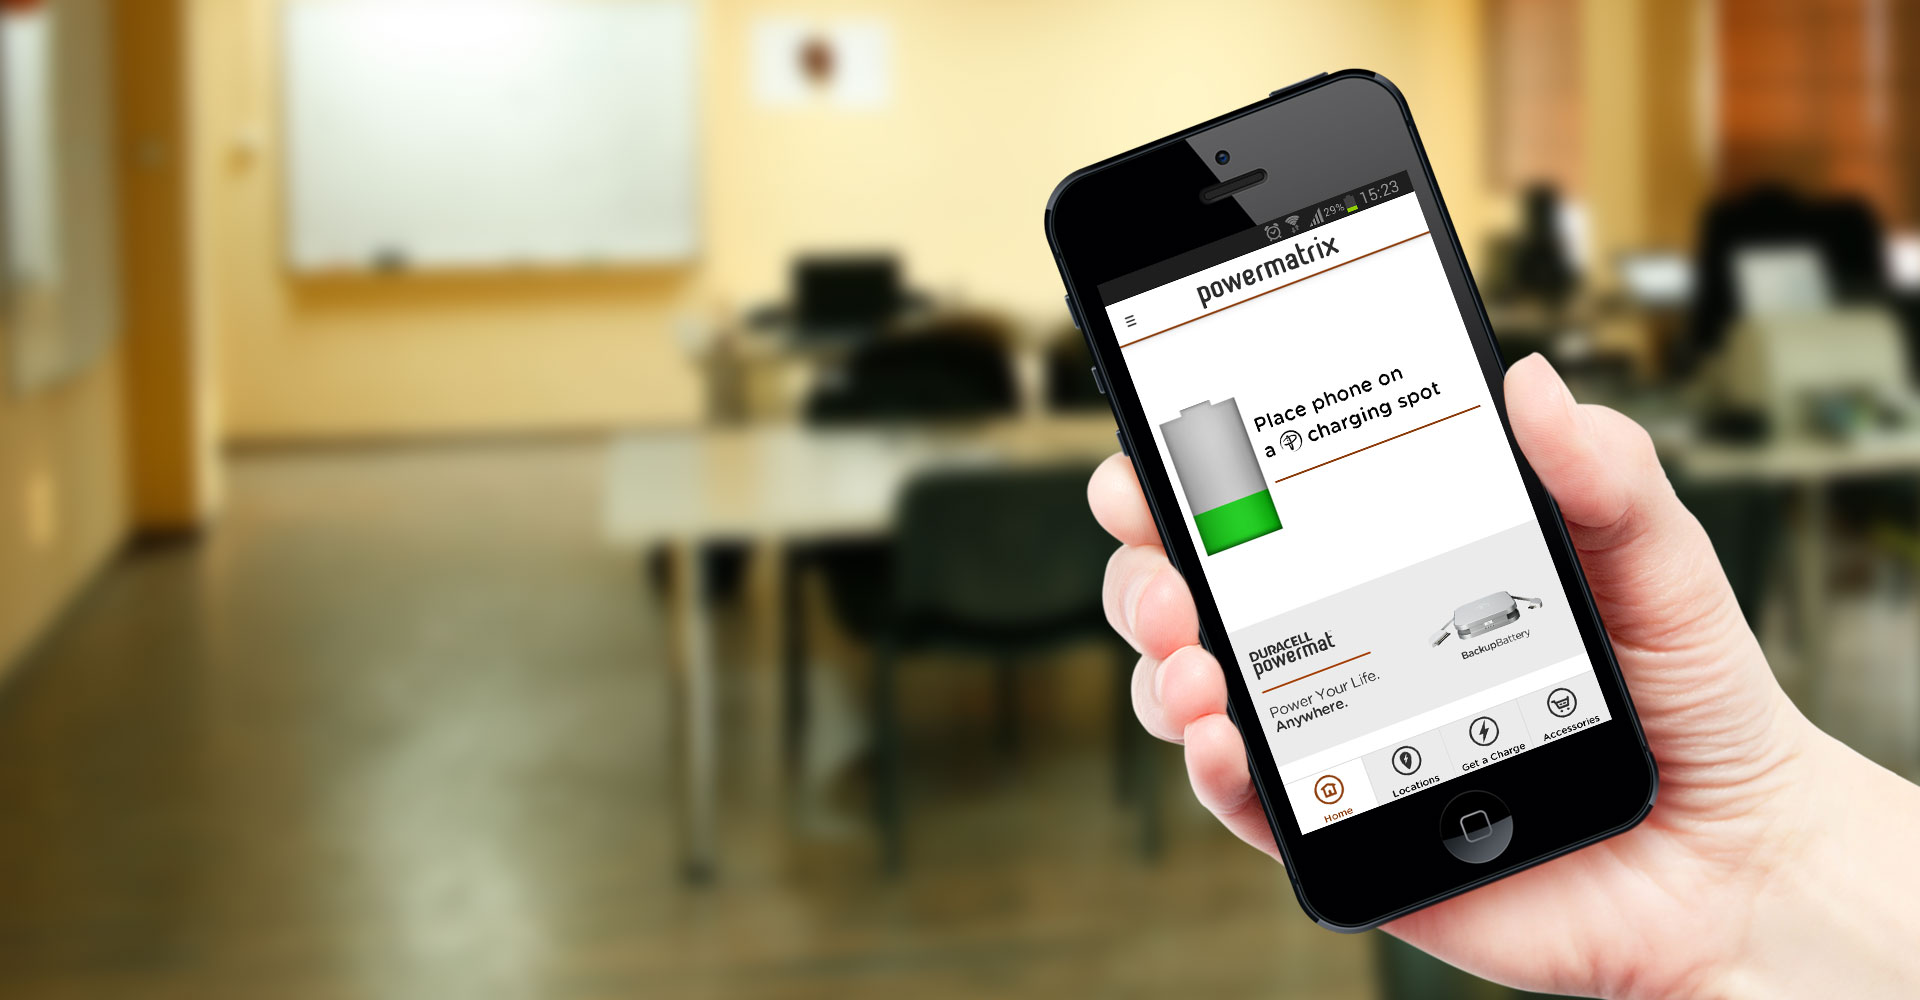 29% 15:23
powermatrix
Place phone on
a charging spot
DURACELL
powermat
Power Your Life.
Anywhere.
BackupBattery
Home
Locations
Get a Charge
Accessories